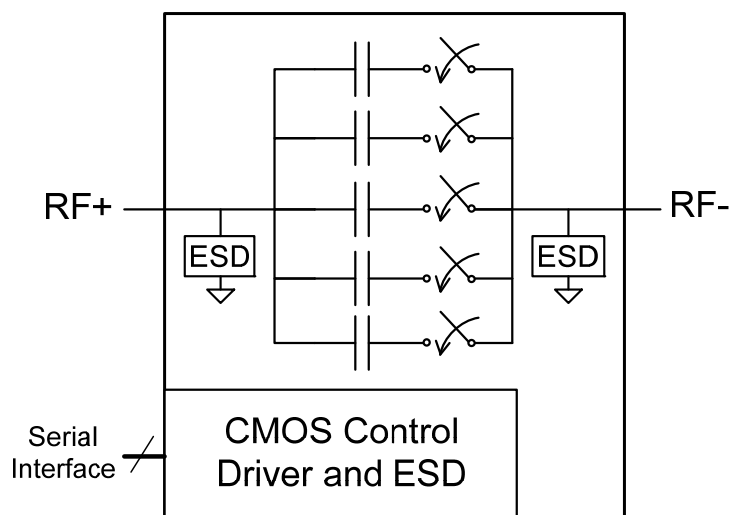 RF+
RF-
ESD
ESD
Serial
Interface
CMOS Control
Driver and ESD